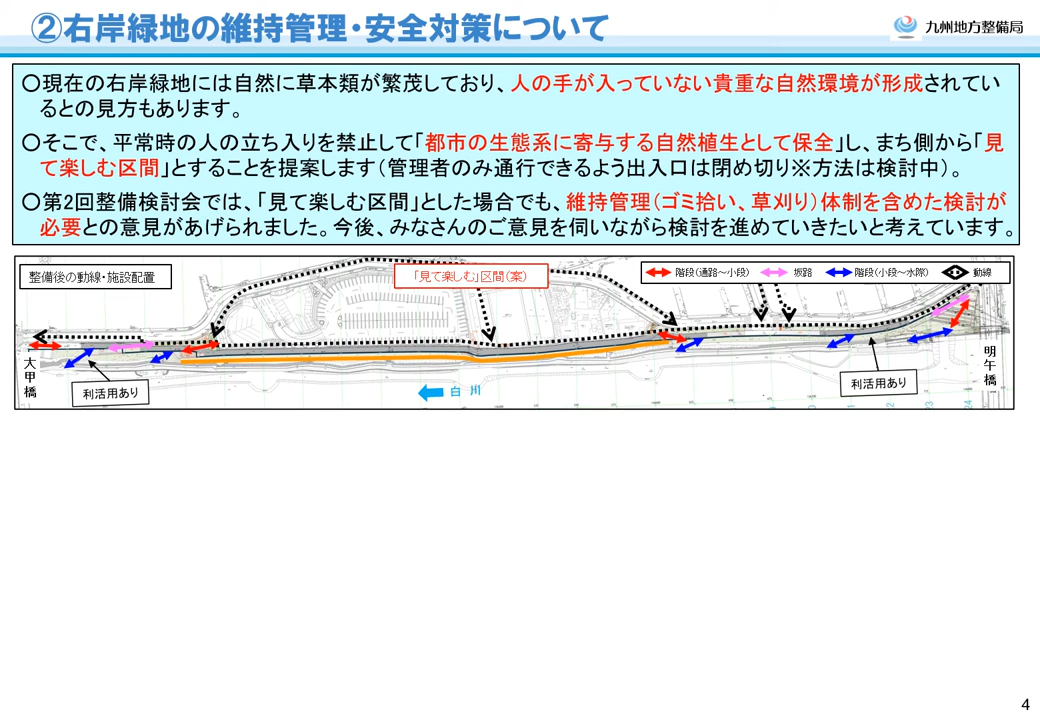 ②右岸緑地の維持管理・安全対策について
九州地方整備局
〇現在の右岸緑地には自然に草本類が繁茂しており、人の手が入っていない貴重な自然環境が形成されてい
るとの見方もあります。
〇そこで、平常時の人の立ち入りを禁止して「都市の生態系に寄与する自然植生として保全」し、まち側から「見
て楽しむ区間」とすることを提案します（管理者のみ通行できるよう出入口は閉め切り※方法は検討中）。
〇第2回整備検討会では、「見て楽しむ区間」とした場合でも、維持管理（ゴミ拾い、草刈り）体制を含めた検討が
必要との意見があげられました。今後、みなさんのご意見を伺いながら検討を進めていきたいと考えています。
整備後の動線・施設配置
「見て楽しむ」区間（案）
階段（通路～小段） 坂路 階段（小段～水際） 動線
大甲橋
利活用あり
白 川
利活用あり
明午橋
23
24
4